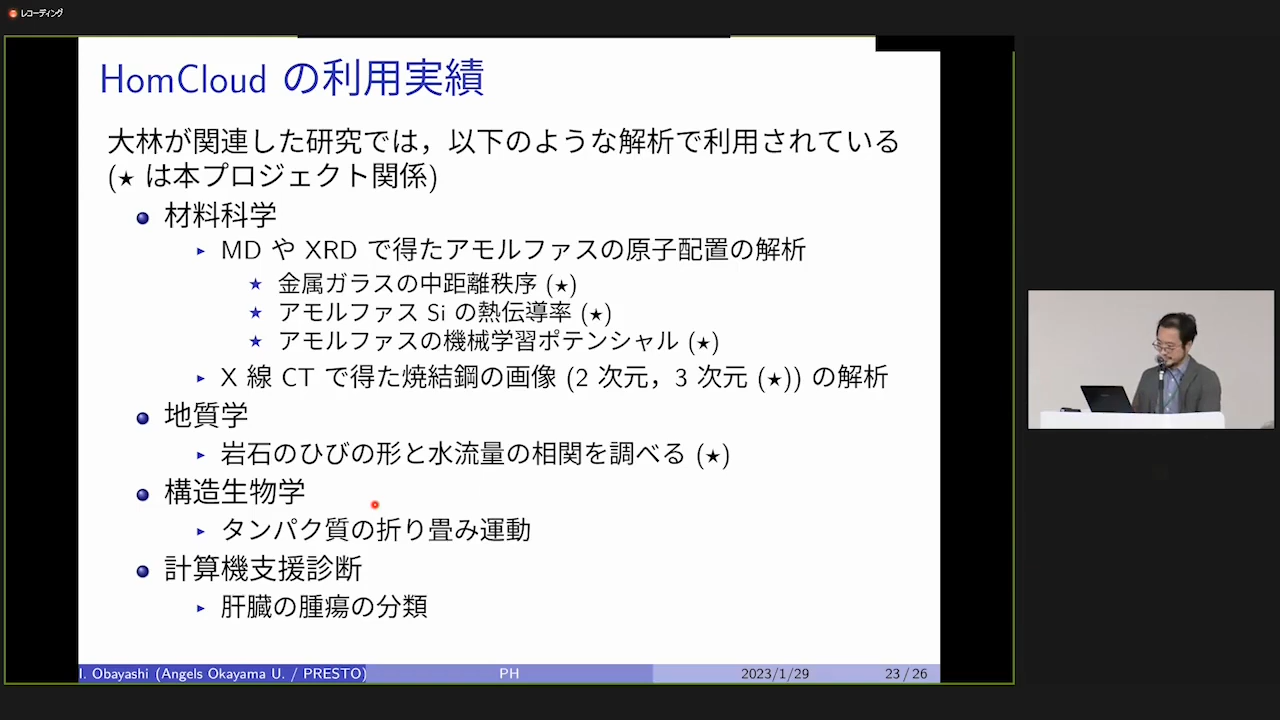 レコーディング
HomCloud の利用実績
大林が関連した研究では，以下のような解析で利用されている
(★ は本プロジェクト関係)
材料科学
MD や XRD で得たアモルファスの原子配置の解析
★ 金属ガラスの中距離秩序 (★)
★ アモルファス Si の熱伝導率 (★)
★ アモルファスの機械学習ポテンシャル (★)
X 線 CT で得た焼結鋼の画像 (2 次元，3 次元 (★)) の解析
地質学
岩石のひびの形と水流量の相関を調べる (★)
構造生物学
タンパク質の折り畳み運動
計算機支援診断
肝臓の腫瘍の分類
I. Obayashi (Angels Okayama U. / PRESTO) PH 2023/1/29 23 / 26